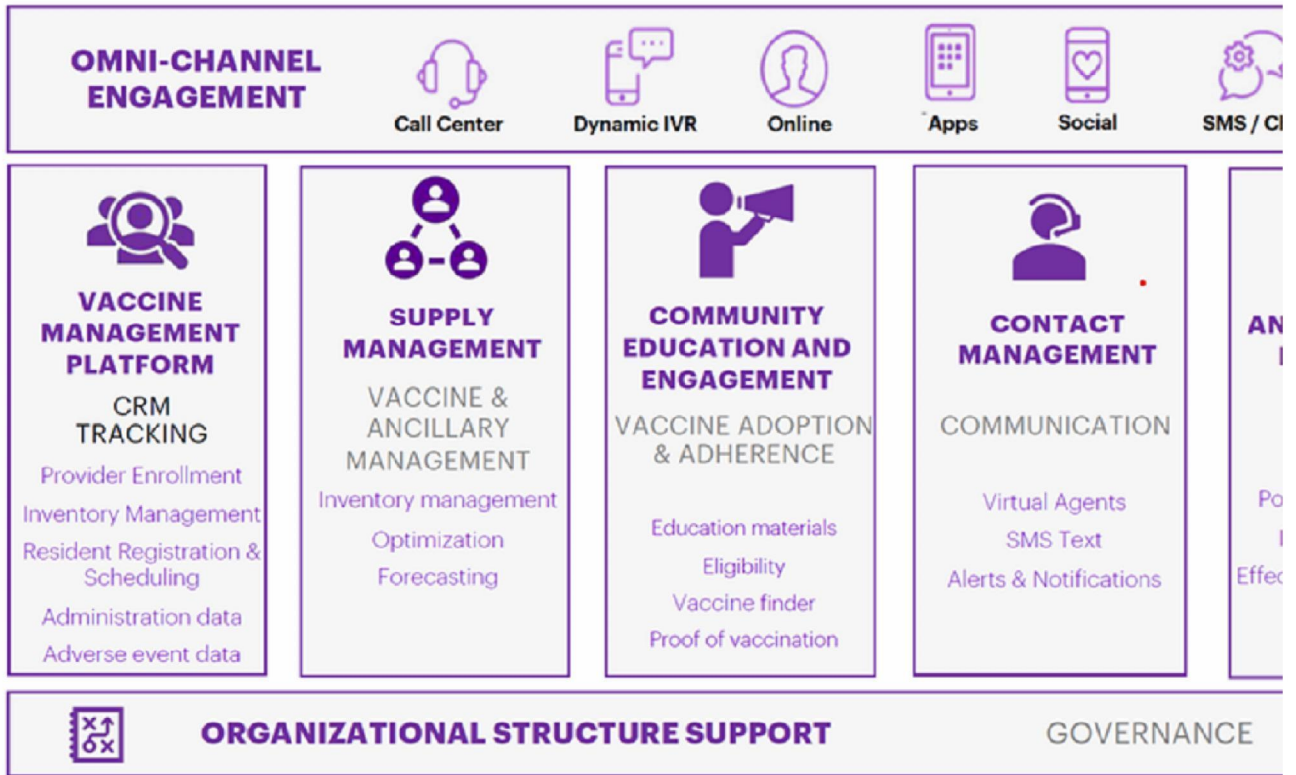 OMNI-CHANNEL
ENGAGEMENT
Call Center
Dynamic IVR
Online
Apps
Social
SMS /
VACCINE
MANAGEMENT
PLATFORM
CRM
TRACKING
Provider Enrollment
Inventory Management
Resident Registration &
Scheduling
Administration data
Adverse event data
SUPPLY
MANAGEMENT
VACCINE &
ANCILLARY
MANAGEMENT
Inventory management
Optimization
Forecasting
COMMUNITY
EDUCATION AND
ENGAGEMENT
VACCINE ADOPTION
& ADHERENCE
Education materials
Eligibility
Vaccine finder
Proof of vaccination
CONTACT
MANAGEMENT
COMMUNICATION
Virtual Agents
SMS Text
Alerts & Notifications
ORGANIZATIONAL STRUCTURE SUPPORT
GOVERNANCE